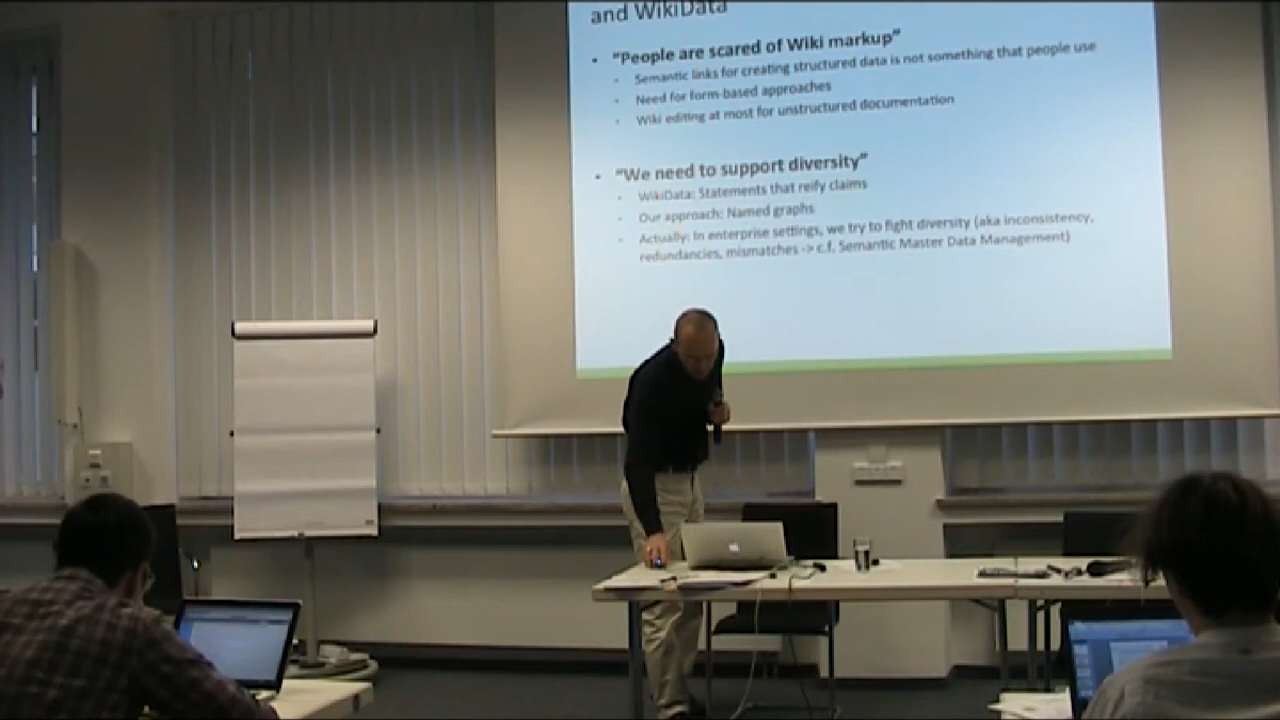 and WikiData
• "People are scared of Wiki markup"
- Semantic links for creating structured data is not something that people use
- Need for form-based approaches
- Wiki editing at most for unstructured documentation
• "We need to support diversity"
- WikiData: Statements that reify claims
- Our approach: Named graphs
- Actually: In enterprise settings, we try to fight diversity (aka inconsistency,
redundancies, mismatches -> c.f. Semantic Master Data Management)